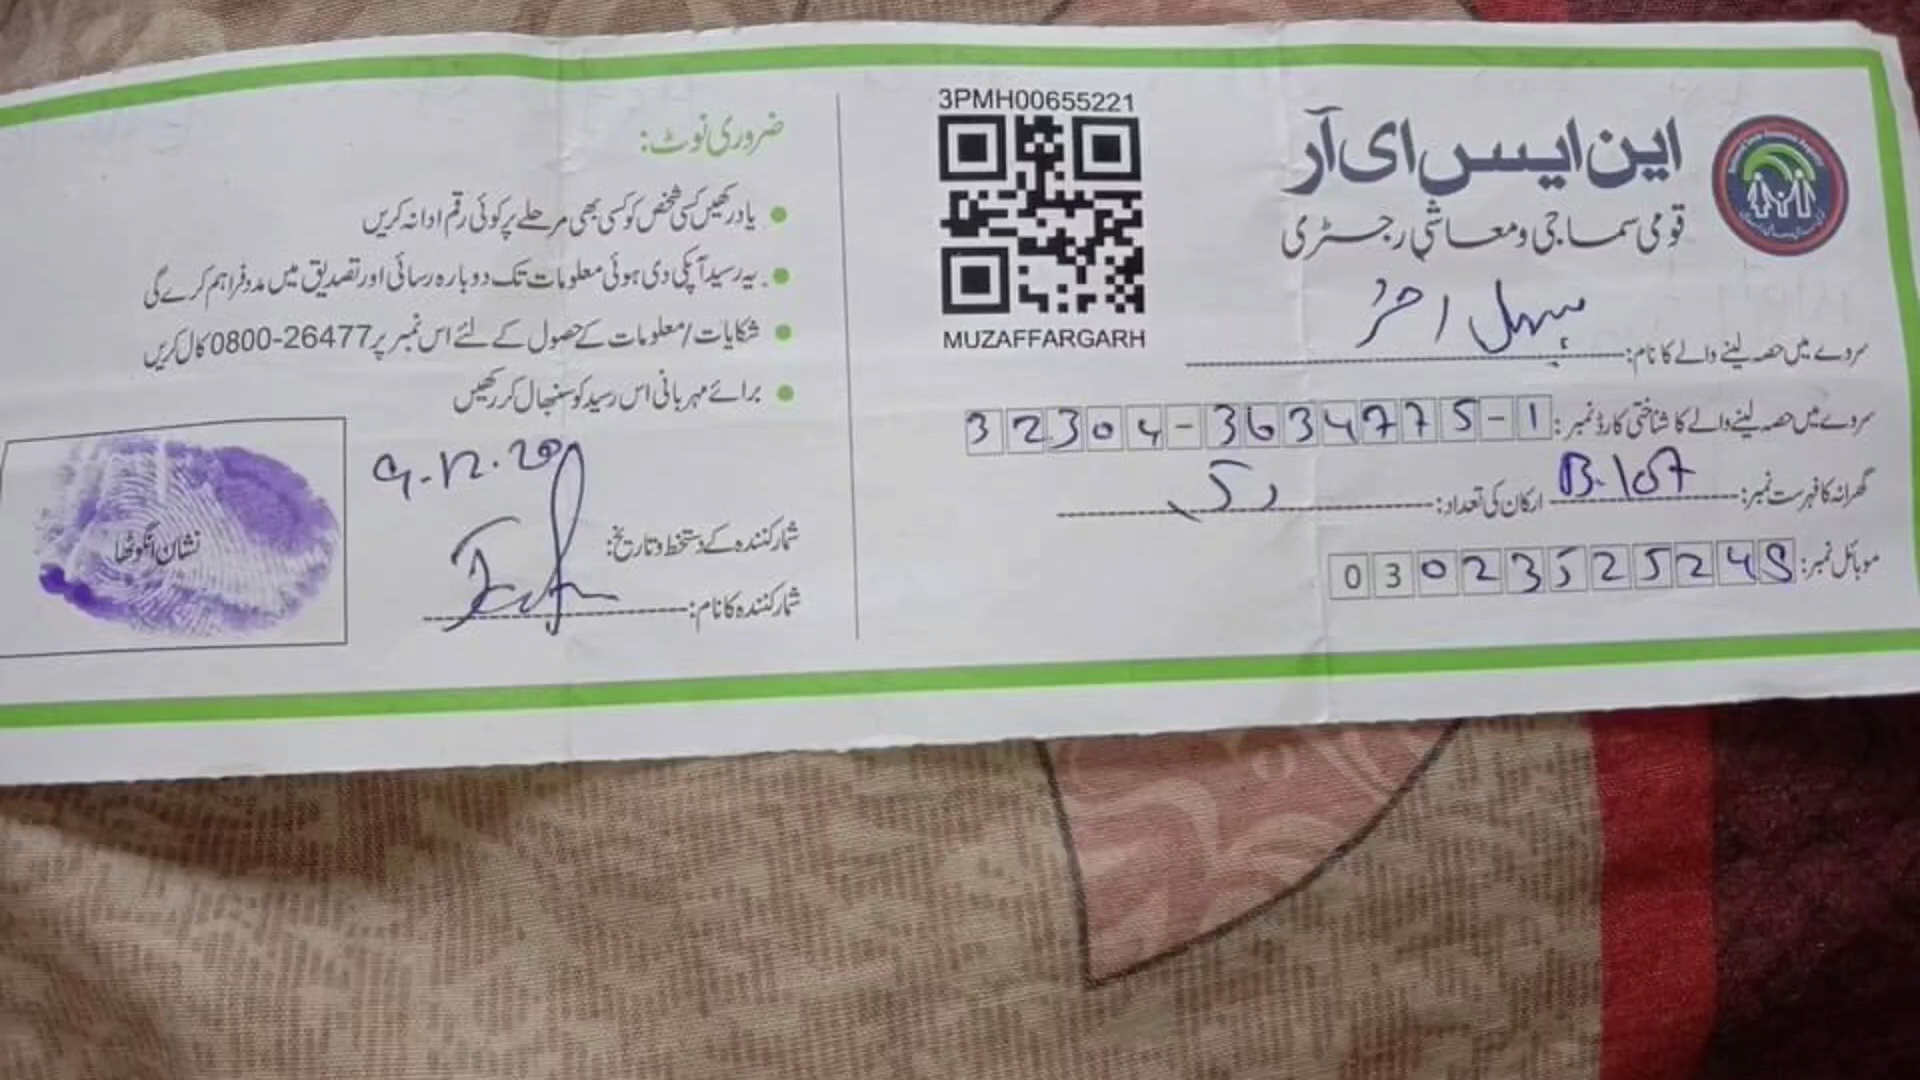 این ایس ای آر
قومی سماجی و معاشی رجسٹری
سروے میں حصہ لینے والے کا نام: سہیل احمد
سروے میں حصہ لینے والے کا شناختی کارڈ نمبر: 32304-3634775-1
گھرانہ کا فہرست نمبر: B-107 ارکان کی تعداد:
موبائل نمبر: 0302352524
3PMH00655221
MUZAFFARGARH
ضروری نوٹ:
یاد رکھیں کسی شخص کو کسی بھی مرحلے پر کوئی رقم ادا نہ کریں
یہ رسید آپکی دی ہوئی معلومات تک دوبارہ رسائی اور تصدیق میں مدد فراہم کرے گی
شکایات/معلومات کے حصول کے لئے اس نمبر پر 0800-26477 کال کریں
برائے مہربانی اس رسید کو سنبھال کر رکھیں
شمار کنندہ کے دستخط و تاریخ: 9.12.20
شمار کنندہ کا نام:
نشان انگوٹھا